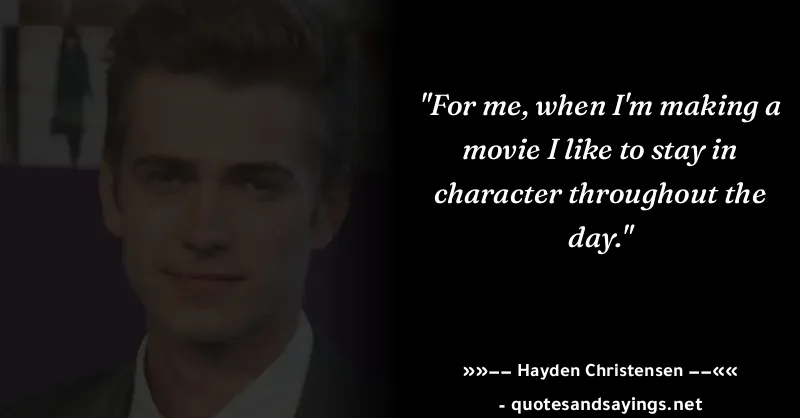 "For me, when I'm making a
movie I like to stay in
character throughout the
day."
»»–– Hayden Christensen ––««
- quotesandsayings.net